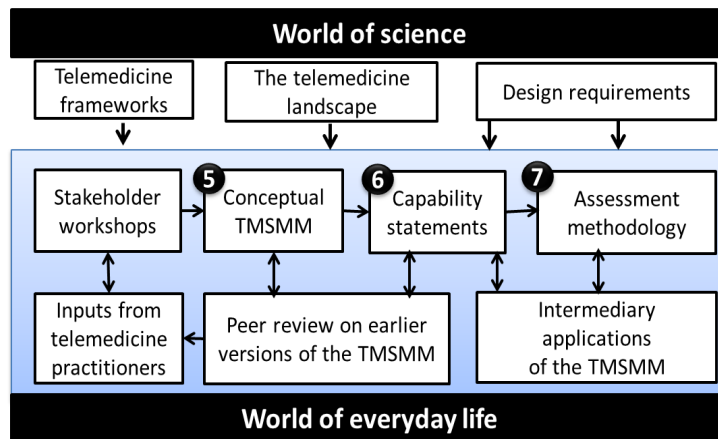 World of science
Telemedicine
frameworks
The telemedicine
landscape
Design requirements
Stakeholder
workshops
5
Conceptual
TMSMM
6
Capability
statements
7
Assessment
methodology
Inputs from
telemedicine
practitioners
Peer review on earlier
versions of the TMSMM
Intermediary
applications
of the TMSMM
World of everyday life